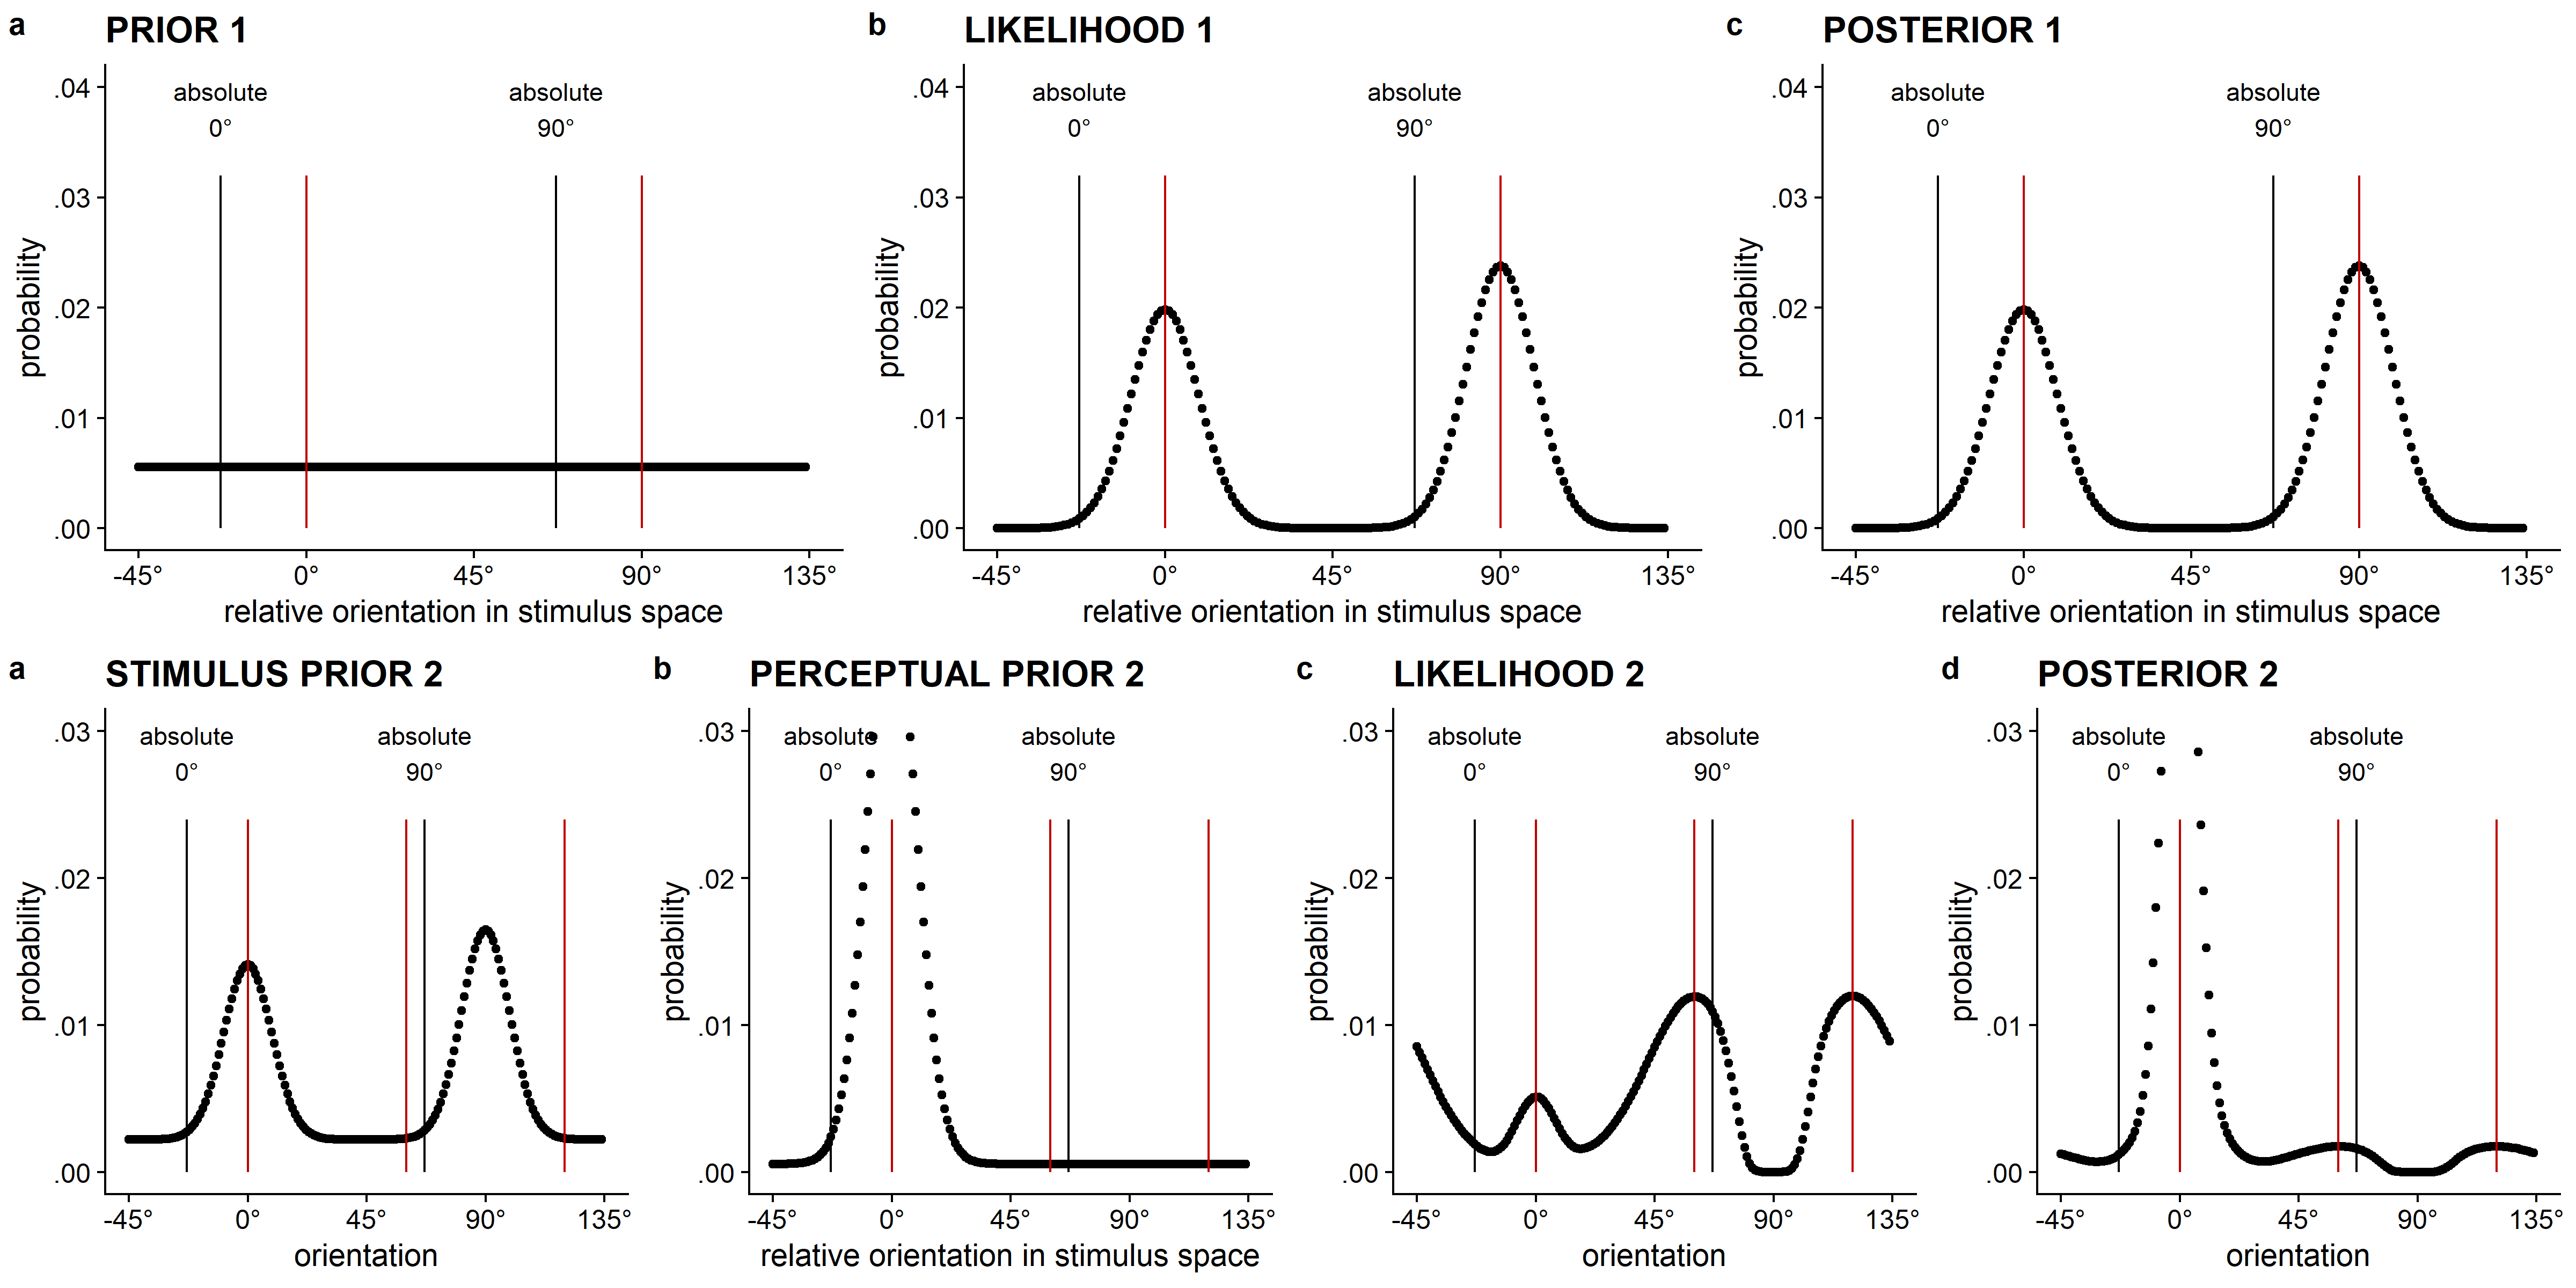 a PRIOR 1
absolute absolute
0° 90°
.04
.03
.02
.01
.00
probability
-45° 0° 45° 90° 135°
relative orientation in stimulus space
b LIKELIHOOD 1
absolute absolute
0° 90°
.04
.03
.02
.01
.00
probability
-45° 0° 45° 90° 135°
relative orientation in stimulus space
c POSTERIOR 1
absolute absolute
0° 90°
.04
.03
.02
.01
.00
probability
-45° 0° 45° 90° 135°
relative orientation in stimulus space
a STIMULUS PRIOR 2
absolute absolute
0° 90°
.03
.02
.01
.00
probability
-45° 0° 45° 90° 135°
orientation
b PERCEPTUAL PRIOR 2
absolute absolute
0° 90°
.03
.02
.01
.00
probability
-45° 0° 45° 90° 135°
relative orientation in stimulus space
c LIKELIHOOD 2
absolute absolute
0° 90°
.03
.02
.01
.00
probability
-45° 0° 45° 90° 135°
orientation
d POSTERIOR 2
absolute absolute
0° 90°
.03
.02
.01
.00
probability
-45° 0° 45° 90° 135°
orientation